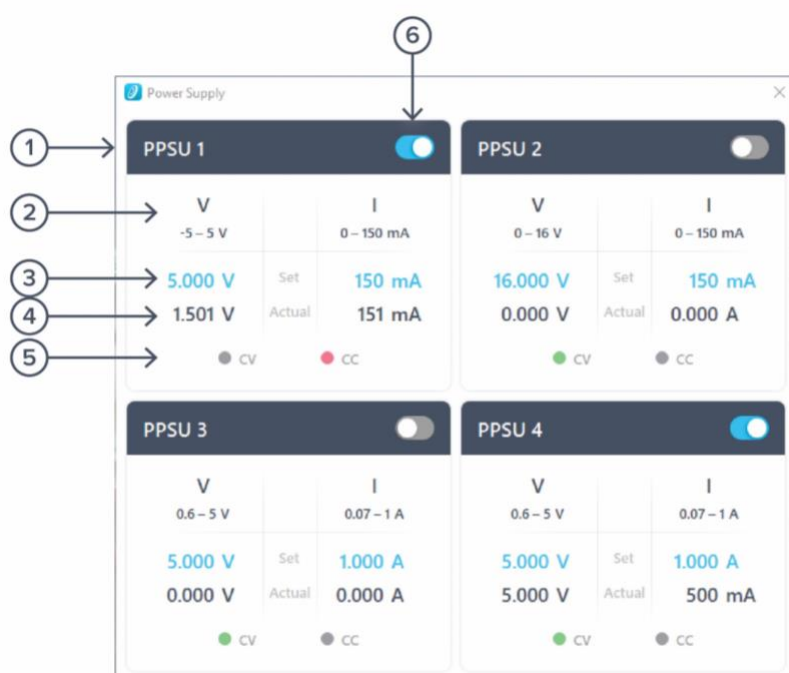 6
Power Supply
1
PPSU 1
PPSU 2
2
V I
-5 – 5 V 0 – 150 mA
V I
0 – 16 V 0 – 150 mA
3
5.000 V Set 150 mA
16.000 V Set 150 mA
4
1.501 V Actual 151 mA
0.000 V Actual 0.000 A
5
CV CC
CV CC
PPSU 3
PPSU 4
V I
0.6 – 5 V 0.07 – 1 A
V I
0.6 – 5 V 0.07 – 1 A
5.000 V Set 1.000 A
5.000 V Set 1.000 A
0.000 V Actual 0.000 A
5.000 V Actual 500 mA
CV CC
CV CC